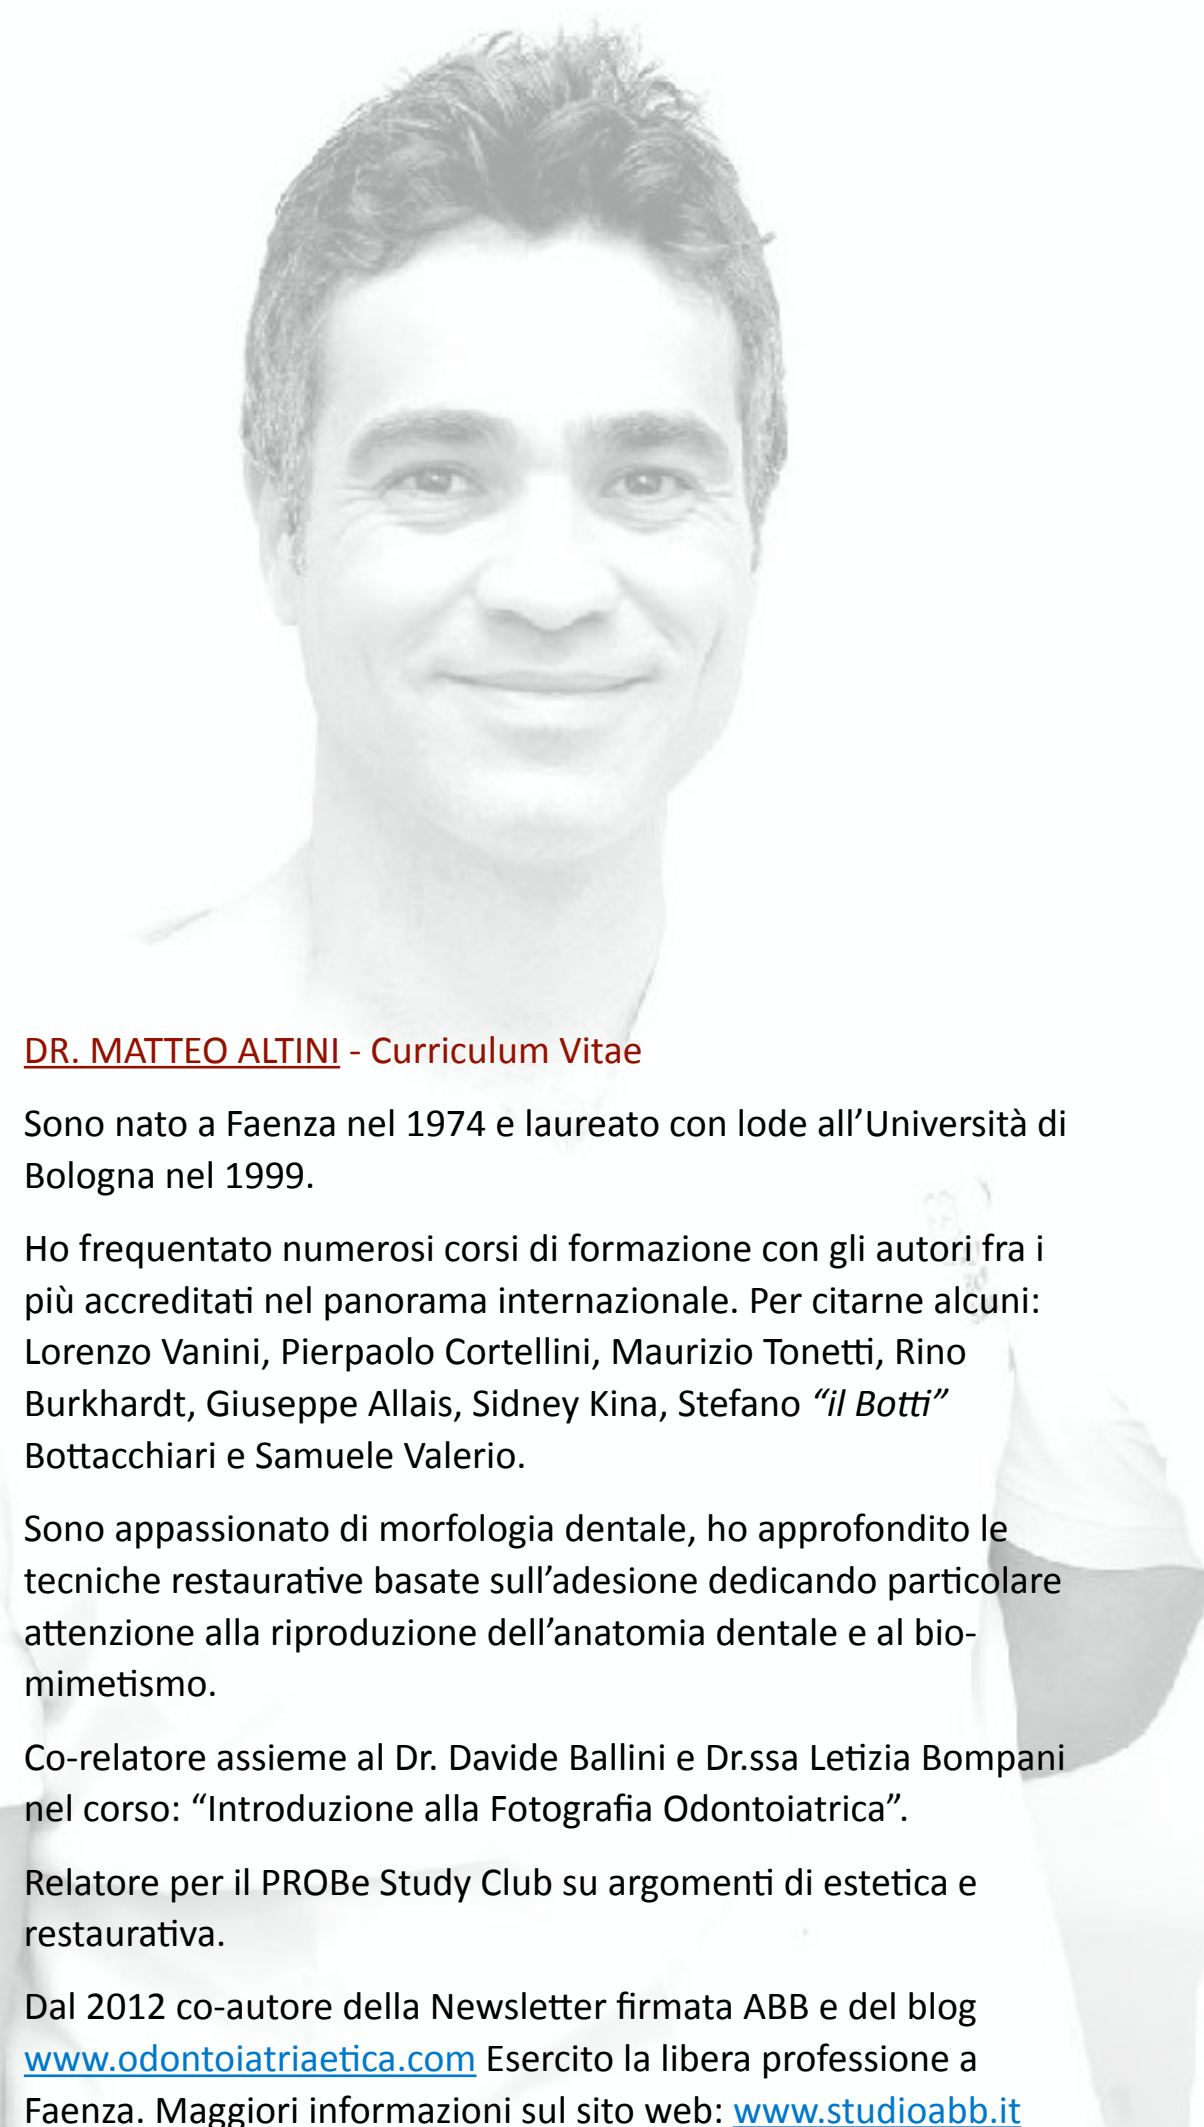 DR. MATTEO ALTINI - Curriculum Vitae
Sono nato a Faenza nel 1974 e laureato con lode all’Università di
Bologna nel 1999.
Ho frequentato numerosi corsi di formazione con gli autori fra i
più accreditati nel panorama internazionale. Per citarne alcuni:
Lorenzo Vanini, Pierpaolo Cortellini, Maurizio Tonetti, Rino
Burkhardt, Giuseppe Allais, Sidney Kina, Stefano “il Botti”
Bottacchiari e Samuele Valerio.
Sono appassionato di morfologia dentale, ho approfondito le
tecniche restaurative basate sull’adesione dedicando particolare
attenzione alla riproduzione dell’anatomia dentale e al bio-
mimetismo.
Co-relatore assieme al Dr. Davide Ballini e Dr.ssa Letizia Bompani
nel corso: “Introduzione alla Fotografia Odontoiatrica”.
Relatore per il PROBe Study Club su argomenti di estetica e
restaurativa.
Dal 2012 co-autore della Newsletter firmata ABB e del blog
www.odontoiatriaetica.com Esercito la libera professione a
Faenza. Maggiori informazioni sul sito web: www.studioabb.it